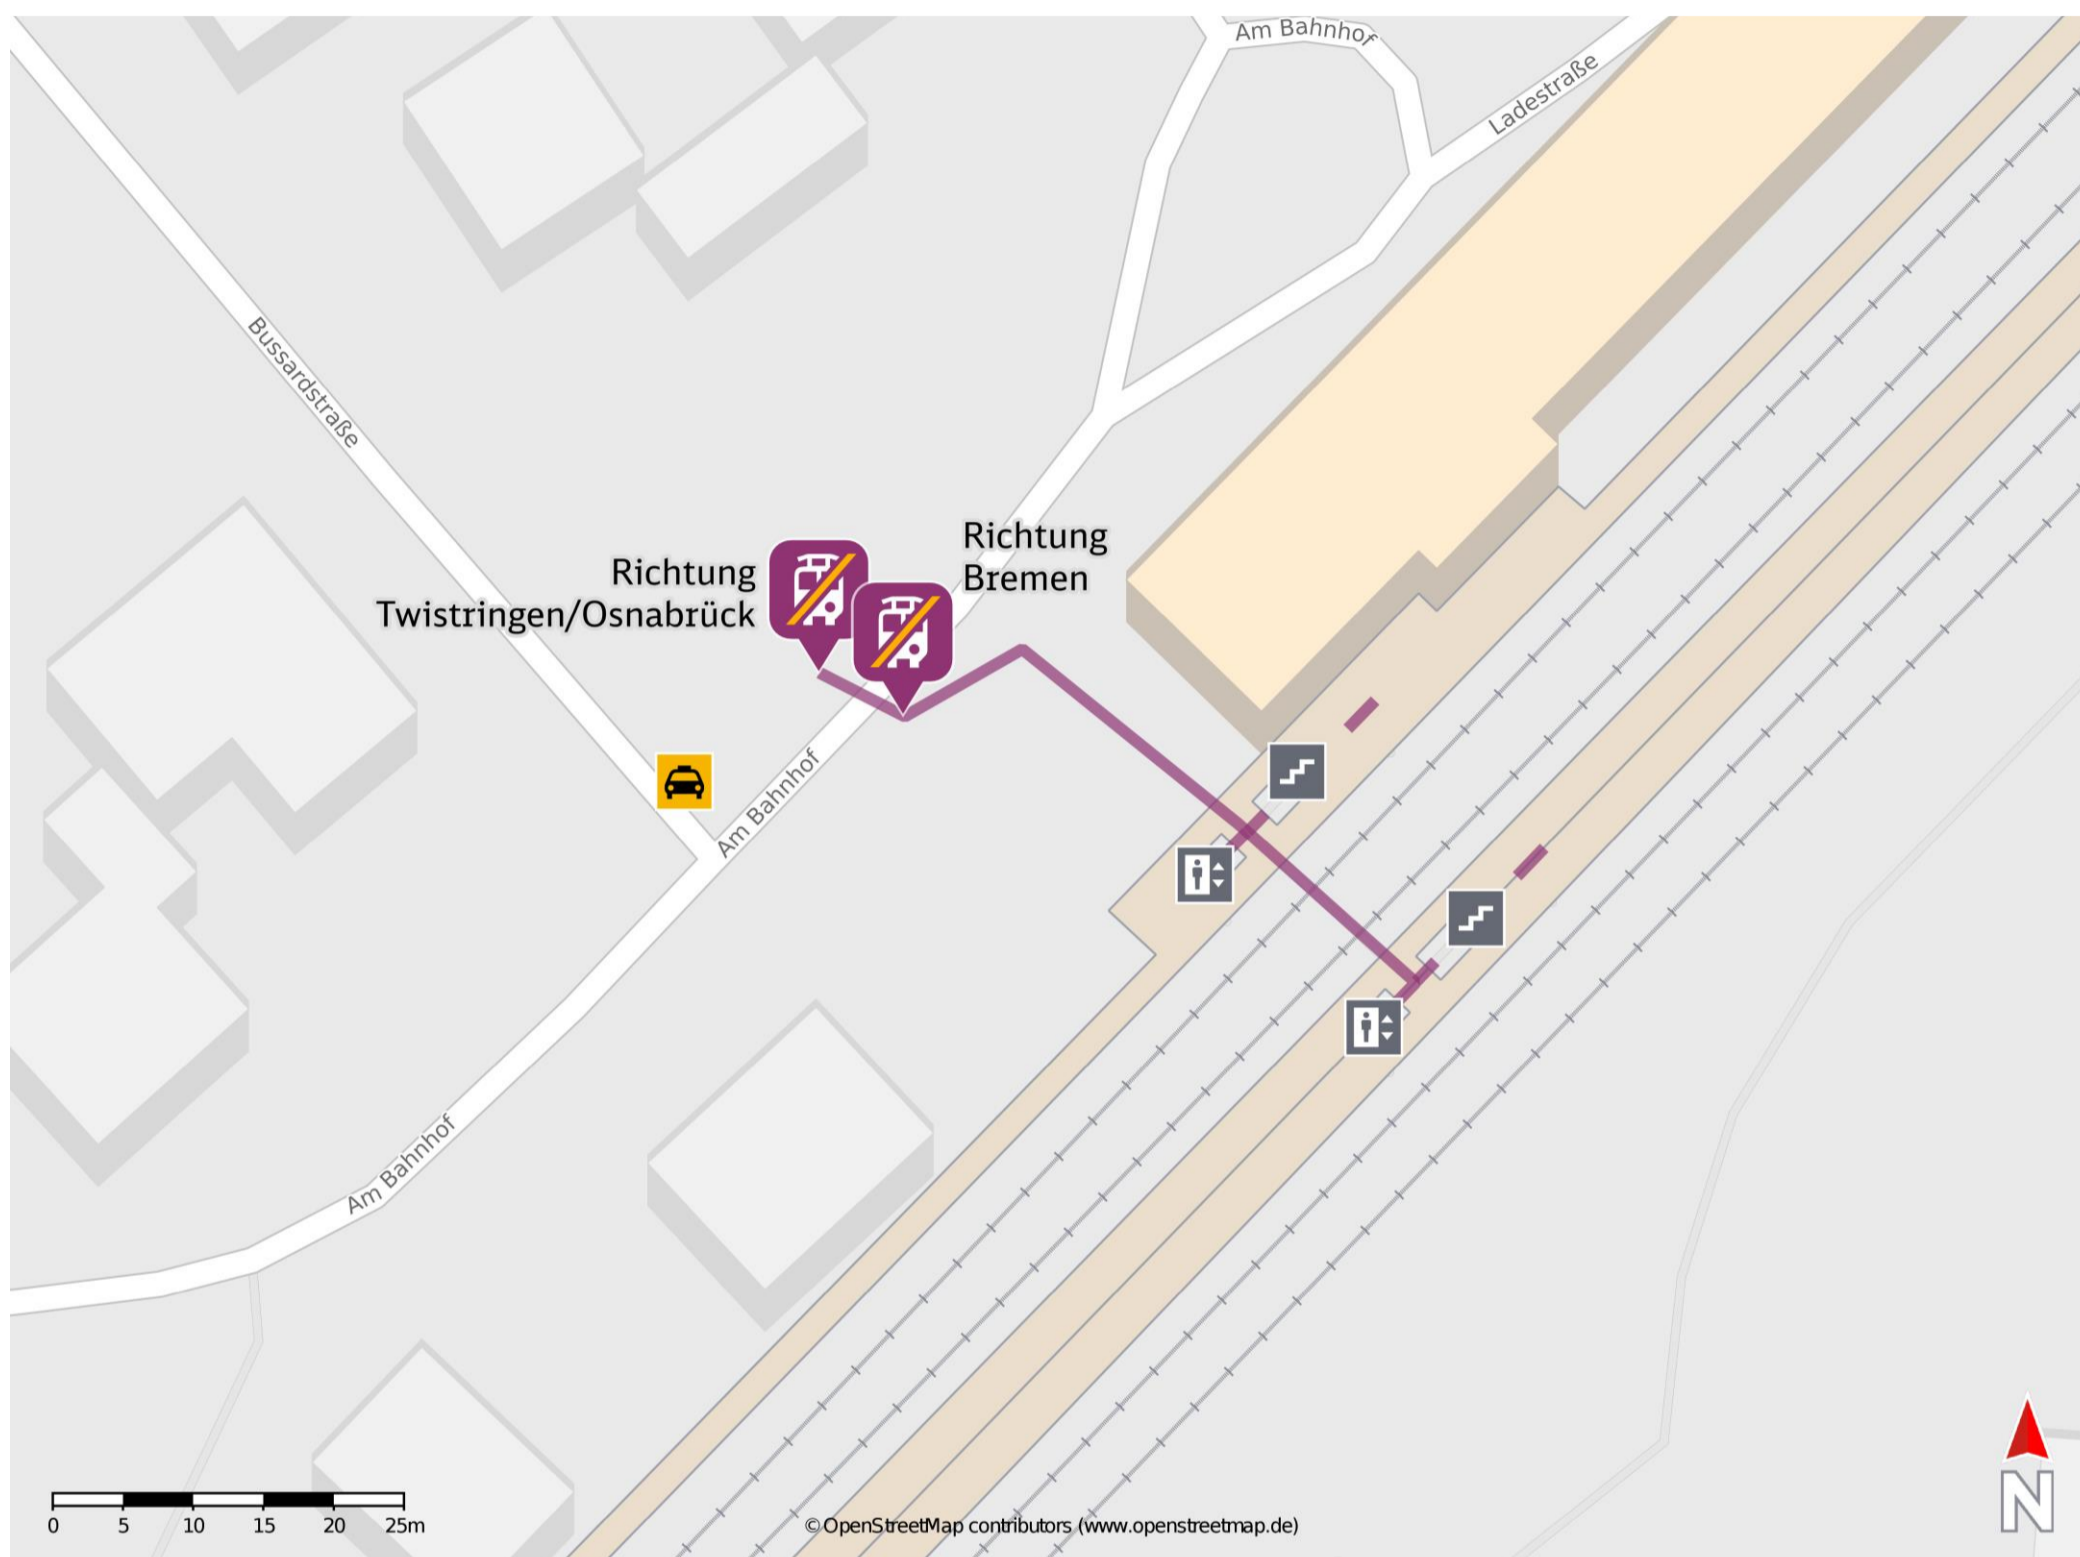 Am Bahnhof
Ladestraße
Bussardstraße
Richtung
Bremen
Richtung
Twistringen/Osnabrück
Am Bahnhof
Am Bahnhof
0 5 10 15 20 25m
© OpenStreetMap contributors (www.openstreetmap.de)
N